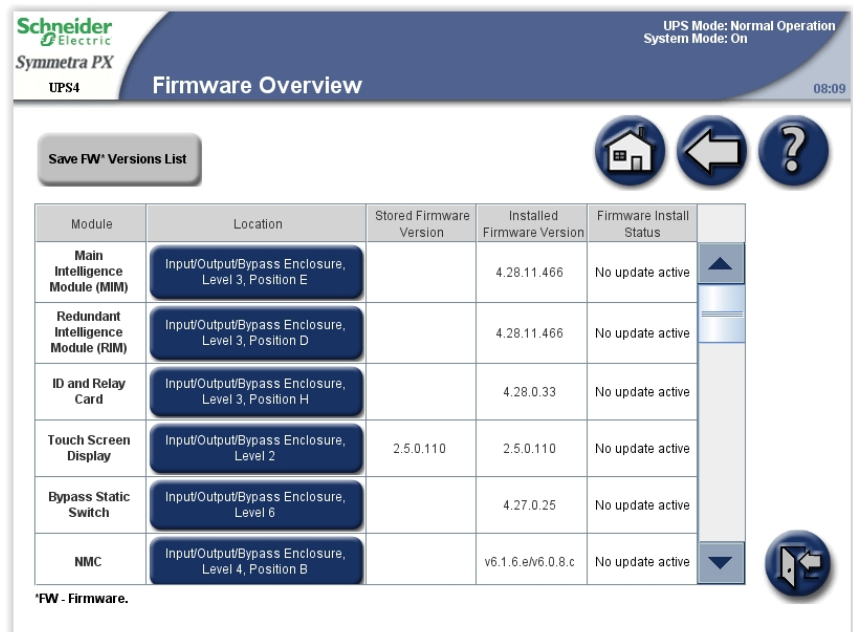 Schneider
Electric
Symmetra PX
UPS4
Firmware Overview
UPS Mode: Normal Operation
System Mode: On
08:09
Save FW* Versions List
?
Module
Location
Stored Firmware
Version
Installed
Firmware Version
Firmware Install
Status
Main
Intelligence
Module (MIM)
Input/Output/Bypass Enclosure,
Level 3, Position E
4.28.11.466
No update active
Redundant
Intelligence
Module (RIM)
Input/Output/Bypass Enclosure,
Level 3, Position D
4.28.11.466
No update active
ID and Relay
Card
Input/Output/Bypass Enclosure,
Level 3, Position H
4.28.0.33
No update active
Touch Screen
Display
Input/Output/Bypass Enclosure,
Level 2
2.5.0.110
2.5.0.110
No update active
Bypass Static
Switch
Input/Output/Bypass Enclosure,
Level 6
4.27.0.25
No update active
NMC
Input/Output/Bypass Enclosure,
Level 4, Position B
v6.1.6.e/v6.0.8.c
No update active
*FW - Firmware.